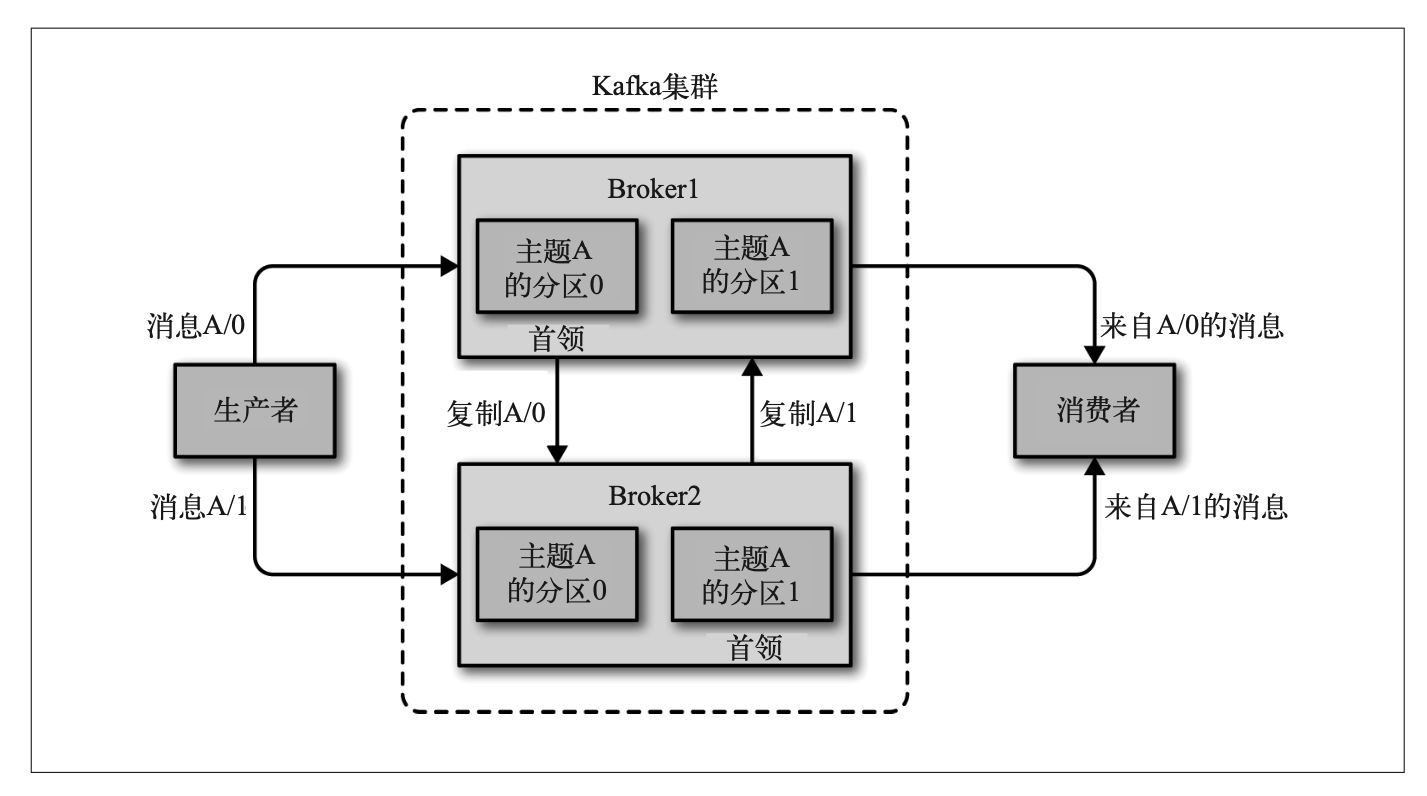 Kafka集群
Broker1
主题A
的分区0
主题A
的分区1
首领
消息A/0
来自A/0的消息
生产者
复制A/0
复制A/1
消费者
消息A/1
来自A/1的消息
Broker2
主题A
的分区0
主题A
的分区1
首领